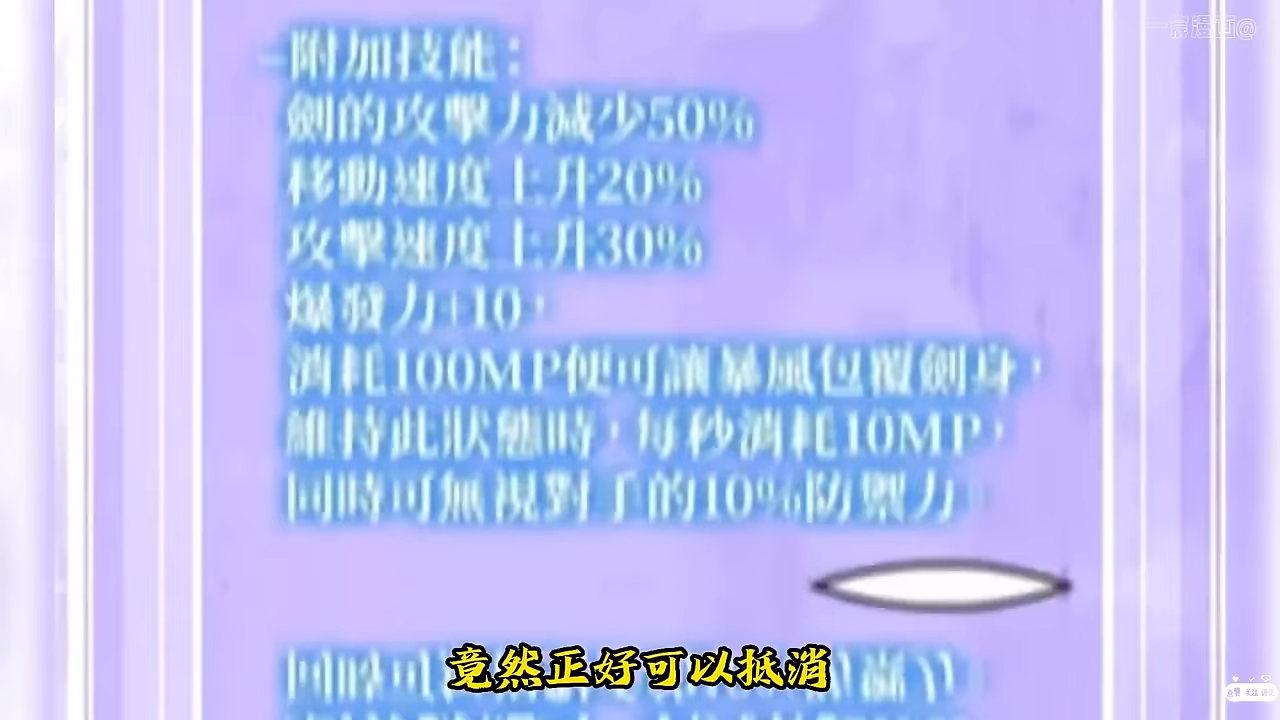 -附加技能：
劍的攻擊力減少50%
移動速度上升20%
攻擊速度上升30%
爆發力+10，
消耗100MP便可讓暴風包覆劍身，
維持此狀態時，每秒消耗10MP，
同時可無視對手的10%防禦力
同時可
竟然正好可以抵消